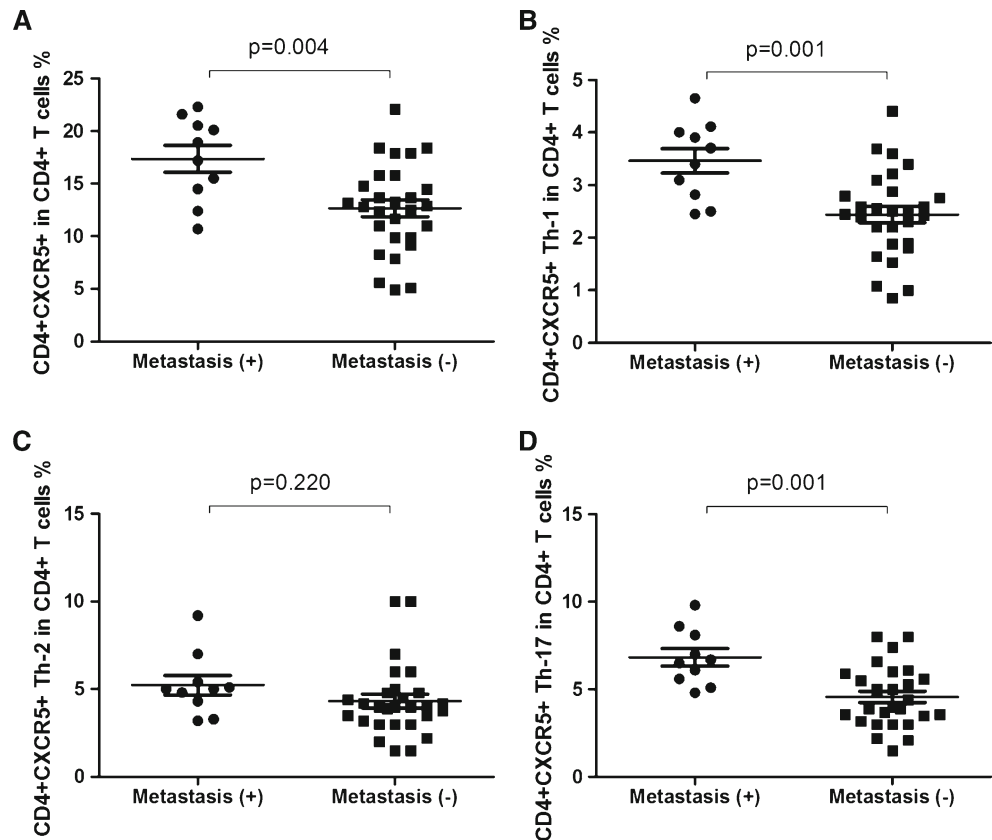 A
p=0.004
CD4+CXCR5+ in CD4+ T cells %
25
20
15
10
5
0
Metastasis (+)
Metastasis (-)
B
p=0.001
CD4+CXCR5+ Th-1 in CD4+ T cells %
5
4
3
2
1
0
Metastasis (+)
Metastasis (-)
C
p=0.220
CD4+CXCR5+ Th-2 in CD4+ T cells %
15
10
5
0
Metastasis (+)
Metastasis (-)
D
p=0.001
CD4+CXCR5+ Th-17 in CD4+ T cells %
15
10
5
0
Metastasis (+)
Metastasis (-)